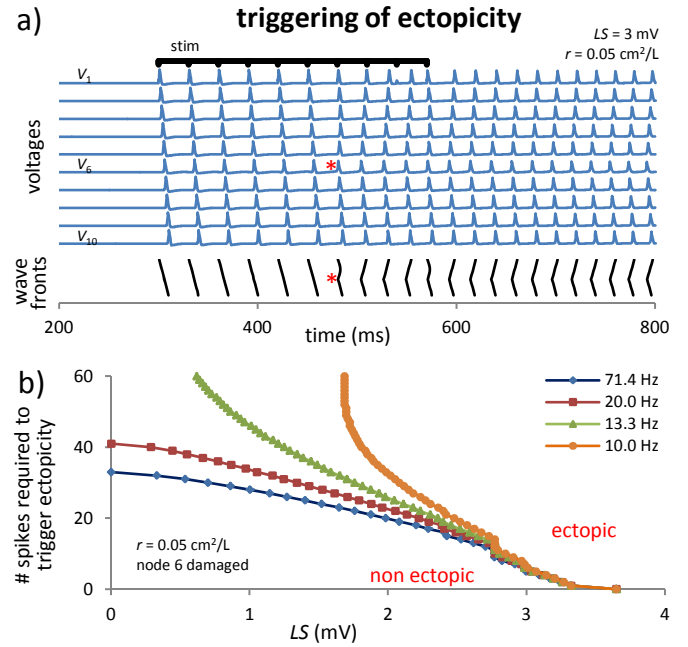 triggering of ectopicity
a)
LS = 3 mV
r = 0.05 cm²/L
stim
V1
V6
*
V10
voltages
wave
fronts
*
200 400 600 800
time (ms)
b)
# spikes required to
trigger ectopicity
60
40
20
0
71.4 Hz
20.0 Hz
13.3 Hz
10.0 Hz
r = 0.05 cm²/L
node 6 damaged
non ectopic
ectopic
0 1 2 3 4
LS (mV)